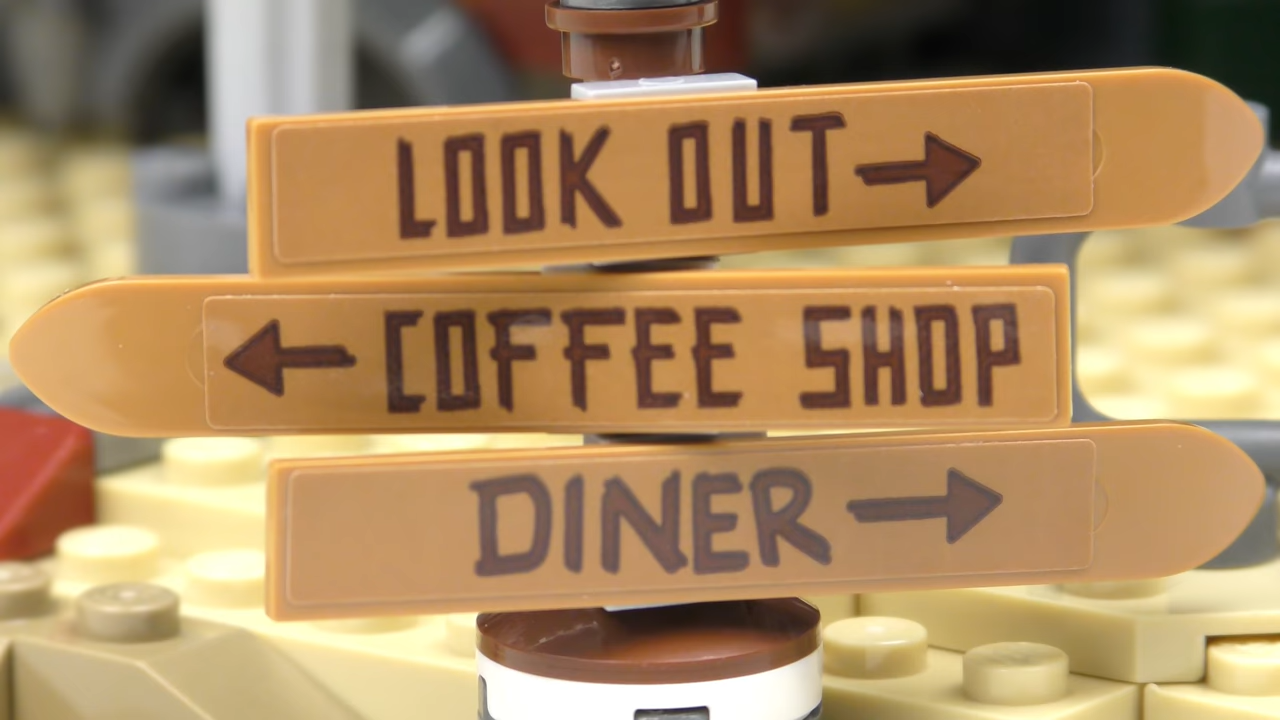 LOOK OUT →
← COFFEE SHOP
DINER →